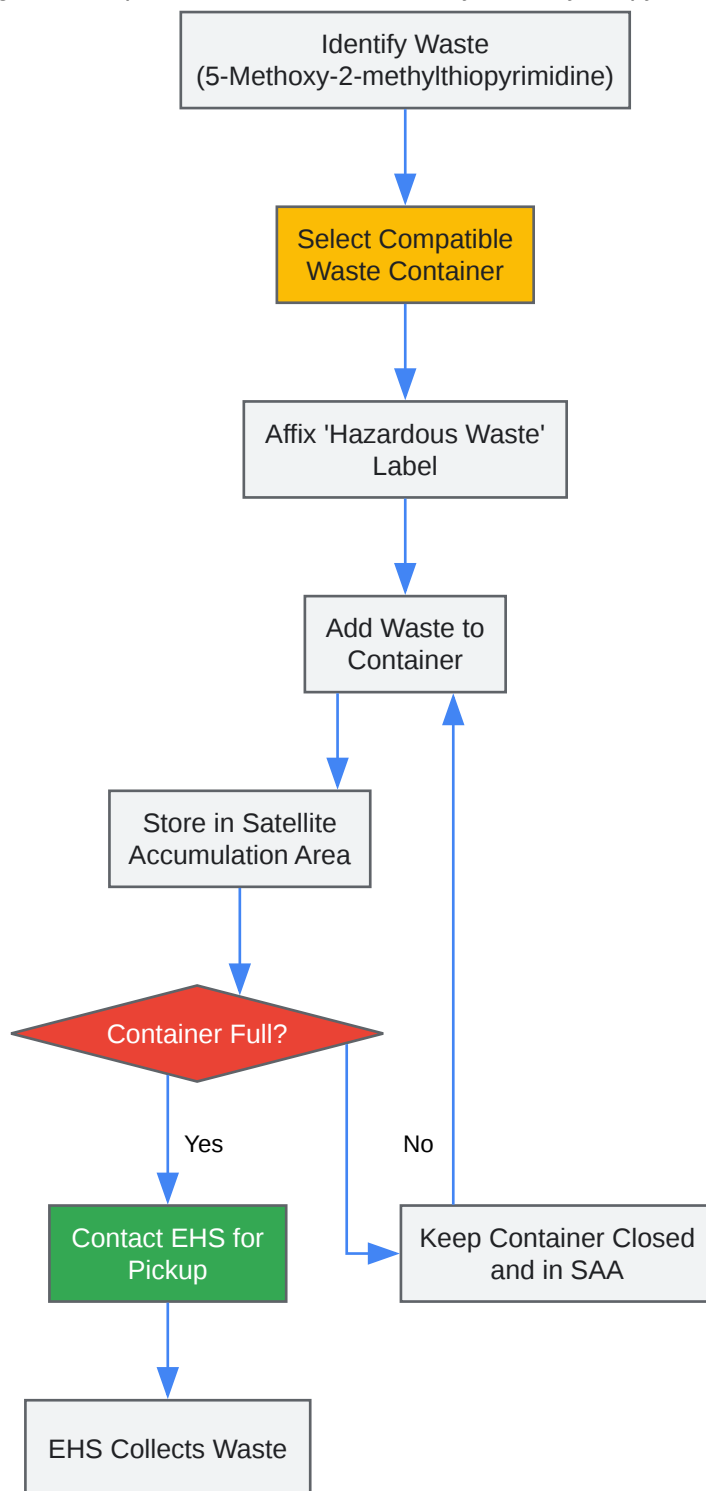 Identify Waste
(5-Methoxy-2-methylthiopyrimidine)
Select Compatible
Waste Container
Affix 'Hazardous Waste'
Label
Add Waste to
Container
Store in Satellite
Accumulation Area
Container Full?
Yes
No
Contact EHS for
Pickup
Keep Container Closed
and in SAA
EHS Collects Waste